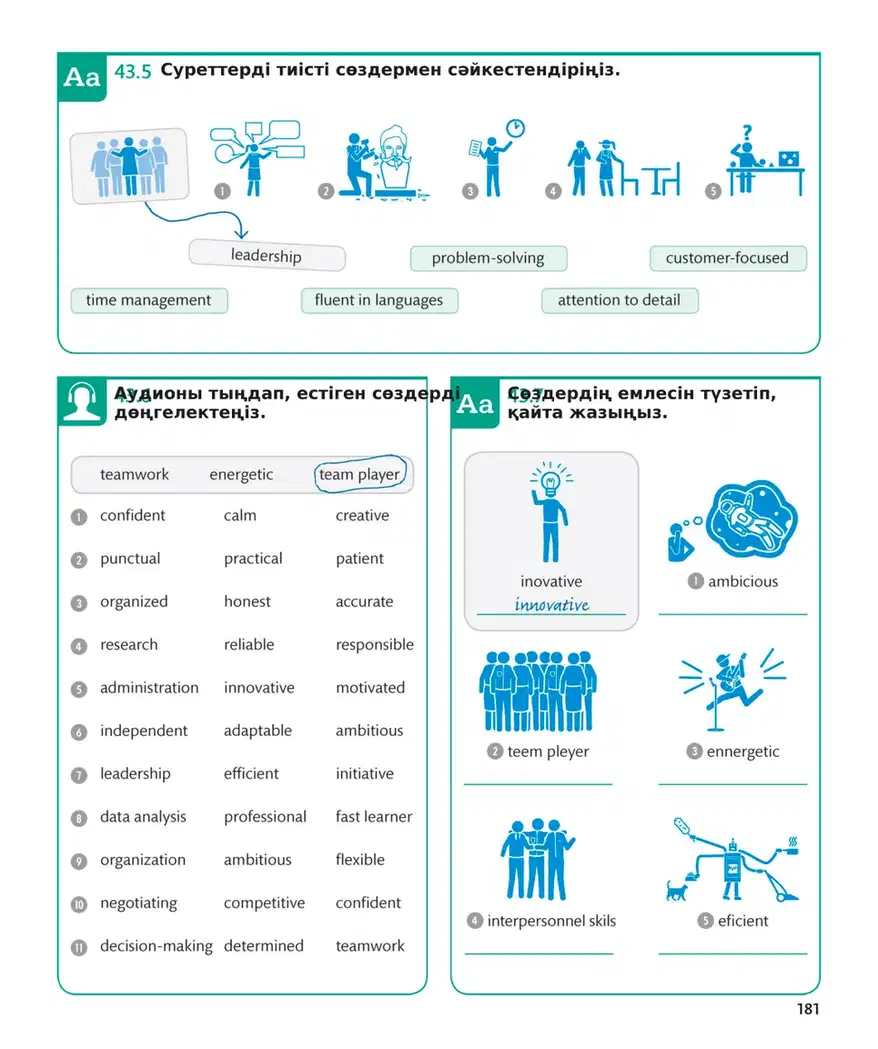 Aa 43.5 Суреттерді тиісті сөздермен сәйкестендіріңіз.
1 2 3 4 5
leadership problem-solving customer-focused
time management fluent in languages attention to detail
43.6 Аудионы тыңдап, естіген сөздерді
дөңгелектеңіз.
teamwork energetic team player
1 confident calm creative
2 punctual practical patient
3 organized honest accurate
4 research reliable responsible
5 administration innovative motivated
6 independent adaptable ambitious
7 leadership efficient initiative
8 data analysis professional fast learner
9 organization ambitious flexible
10 negotiating competitive confident
11 decision-making determined teamwork
Aa 43.7 Сөздердің емлесін түзетіп,
қайта жазыңыз.
inovative
innovative
1 ambicious
2 teem pleyer
3 ennergetic
4 interpersonnel skils
5 eficient
181